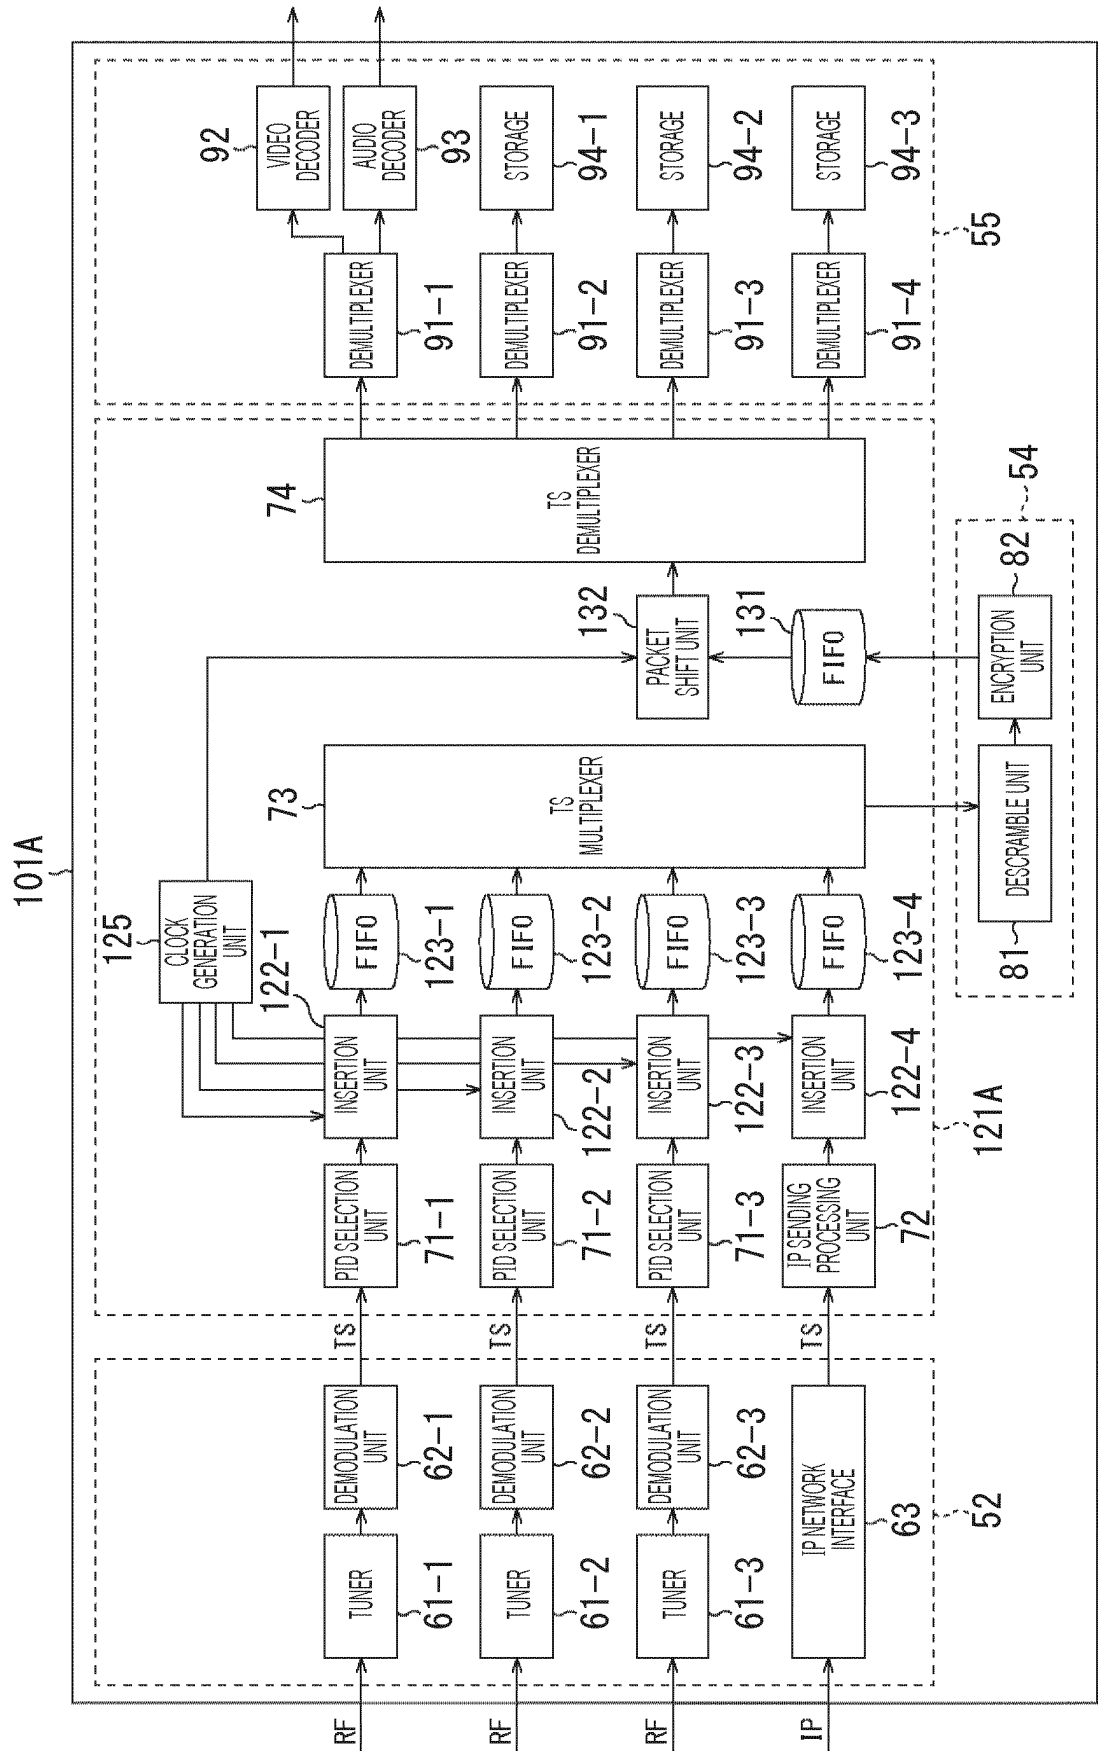 101A
RF
TUNER
61-1
DEMODULATION
UNIT
62-1
TS
PID SELECTION
UNIT
71-1
INSERTION
UNIT
122-1
FIFO
123-1
CLOCK
GENERATION
UNIT
125
RF
TUNER
61-2
DEMODULATION
UNIT
62-2
TS
PID SELECTION
UNIT
71-2
INSERTION
UNIT
122-2
FIFO
123-2
RF
TUNER
61-3
DEMODULATION
UNIT
62-3
TS
PID SELECTION
UNIT
71-3
INSERTION
UNIT
122-3
FIFO
123-3
IP
IP NETWORK
INTERFACE
63
TS
IP SENDING
PROCESSING
UNIT
72
INSERTION
UNIT
122-4
FIFO
123-4
52
121A
TS
MULTIPLEXER
73
DESCRAMBLE UNIT
81
ENCRYPTION
UNIT
82
54
FIFO
131
PACKET
SHIFT UNIT
132
TS
DEMULTIPLEXER
74
DEMULTIPLEXER
91-1
VIDEO
DECODER
92
AUDIO
DECODER
93
DEMULTIPLEXER
91-2
STORAGE
94-1
DEMULTIPLEXER
91-3
STORAGE
94-2
DEMULTIPLEXER
91-4
STORAGE
94-3
55